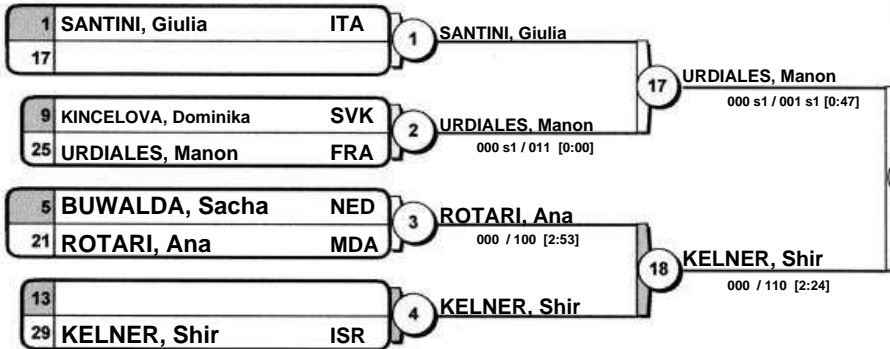 1 SANTINI, Giulia ITA
17
1
SANTINI, Giulia
9 KINCELOVA, Dominika SVK
25 URDIALES, Manon FRA
2
URDIALES, Manon
000 s1 / 011 [0:00]
17
URDIALES, Manon
000 s1 / 001 s1 [0:47]
5 BUWALDA, Sacha NED
21 ROTARI, Ana MDA
3
ROTARI, Ana
000 / 100 [2:53]
13
29 KELNER, Shir ISR
4
KELNER, Shir
18
KELNER, Shir
000 / 110 [2:24]